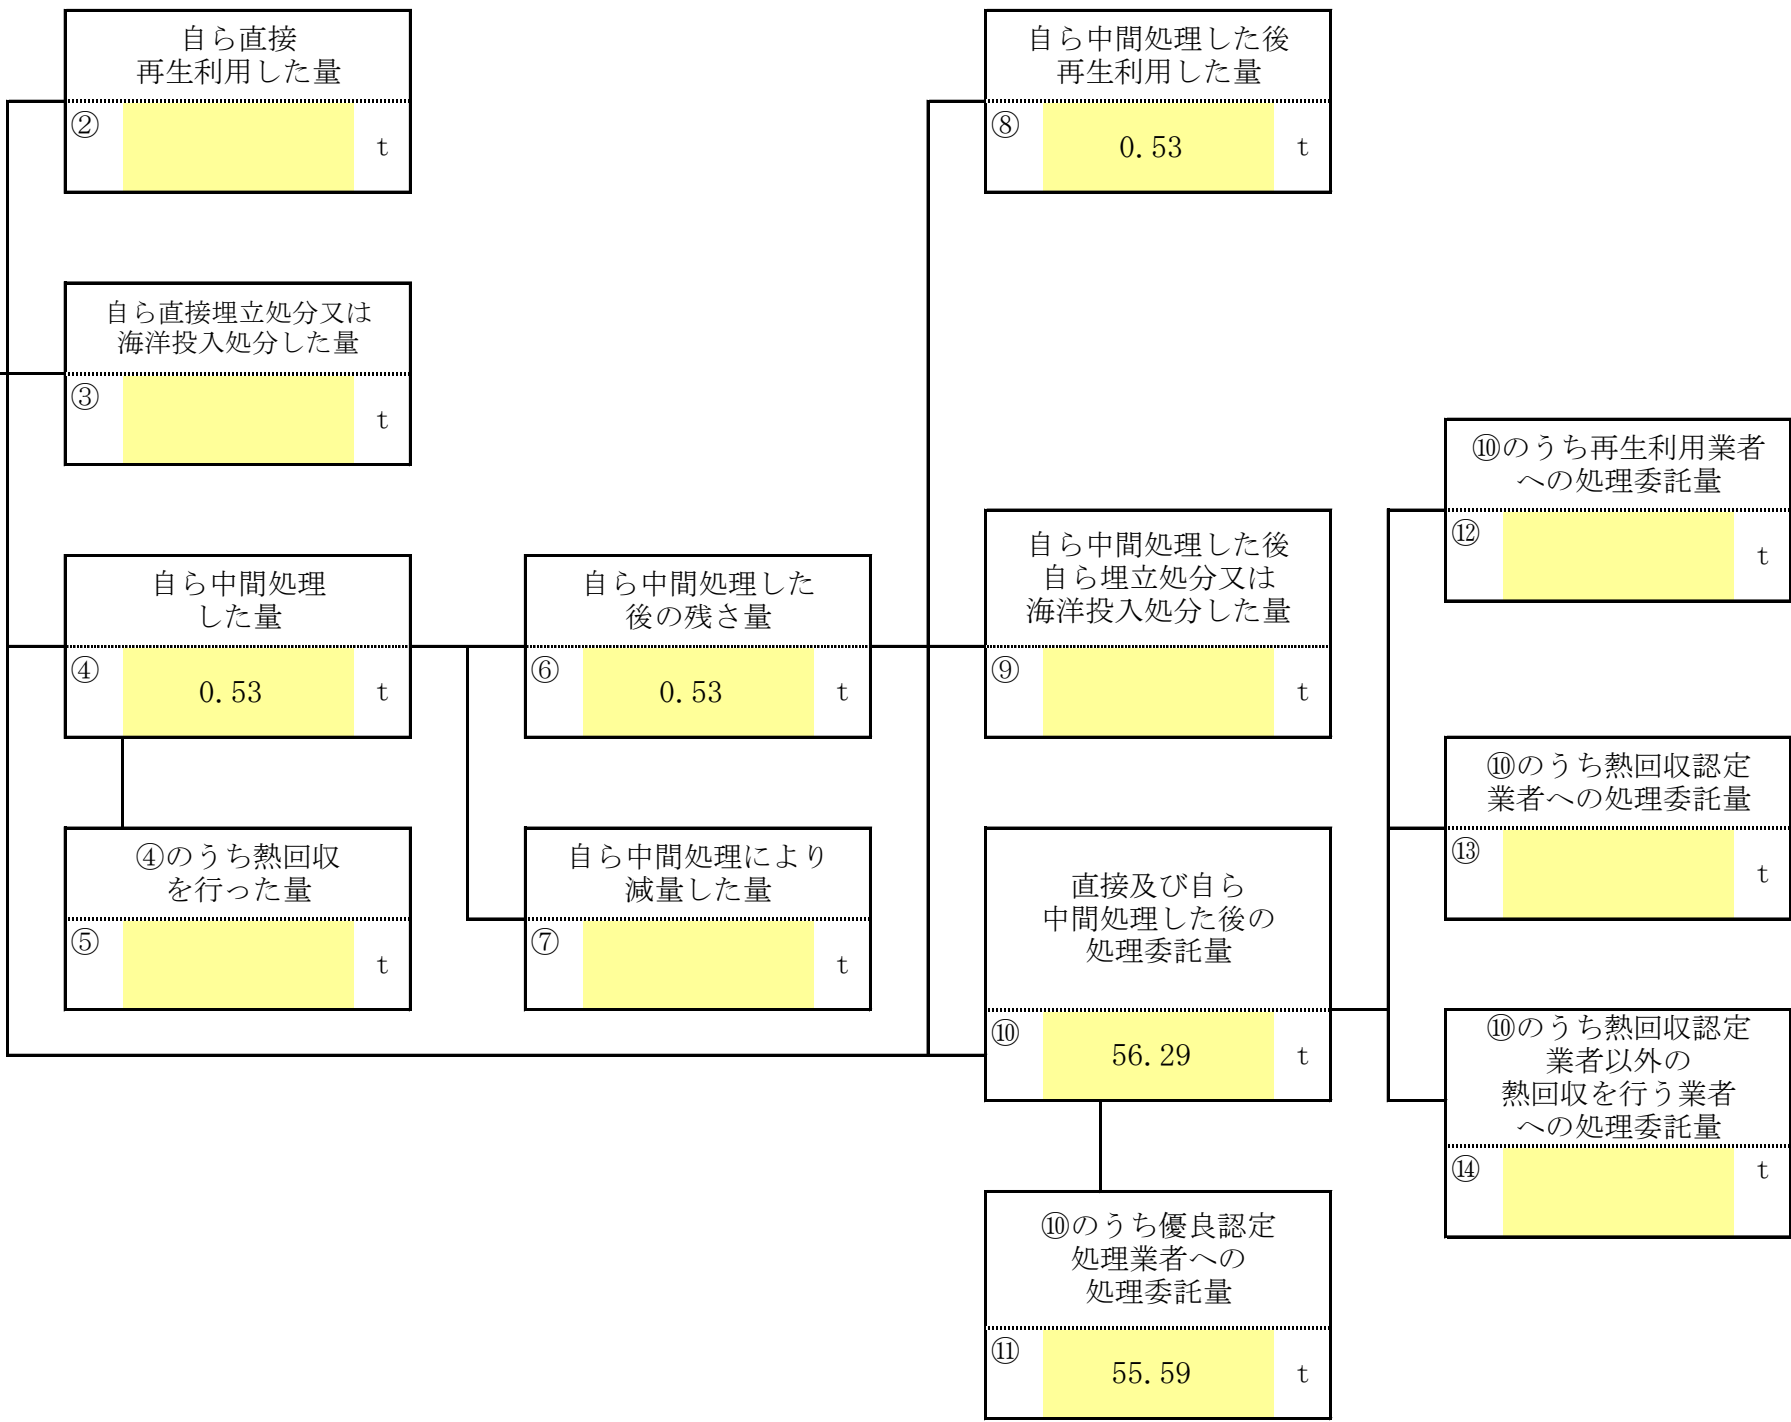 自ら直接
再生利用した量
②
t
自ら中間処理した後
再生利用した量
⑧
0.53
t
自ら直接埋立処分又は
海洋投入処分した量
③
t
⑩のうち再生利用業者
への処理委託量
⑫
t
自ら中間処理
した量
④
0.53
t
自ら中間処理した
後の残さ量
⑥
0.53
t
自ら中間処理した後
自ら埋立処分又は
海洋投入処分した量
⑨
t
⑩のうち熱回収認定
業者への処理委託量
⑬
t
④のうち熱回収
を行った量
⑤
t
自ら中間処理により
減量した量
⑦
t
直接及び自ら
中間処理した後の
処理委託量
⑩
56.29
t
⑩のうち熱回収認定
業者以外の
熱回収を行う業者
への処理委託量
⑭
t
⑩のうち優良認定
処理業者への
処理委託量
⑪
55.59
t